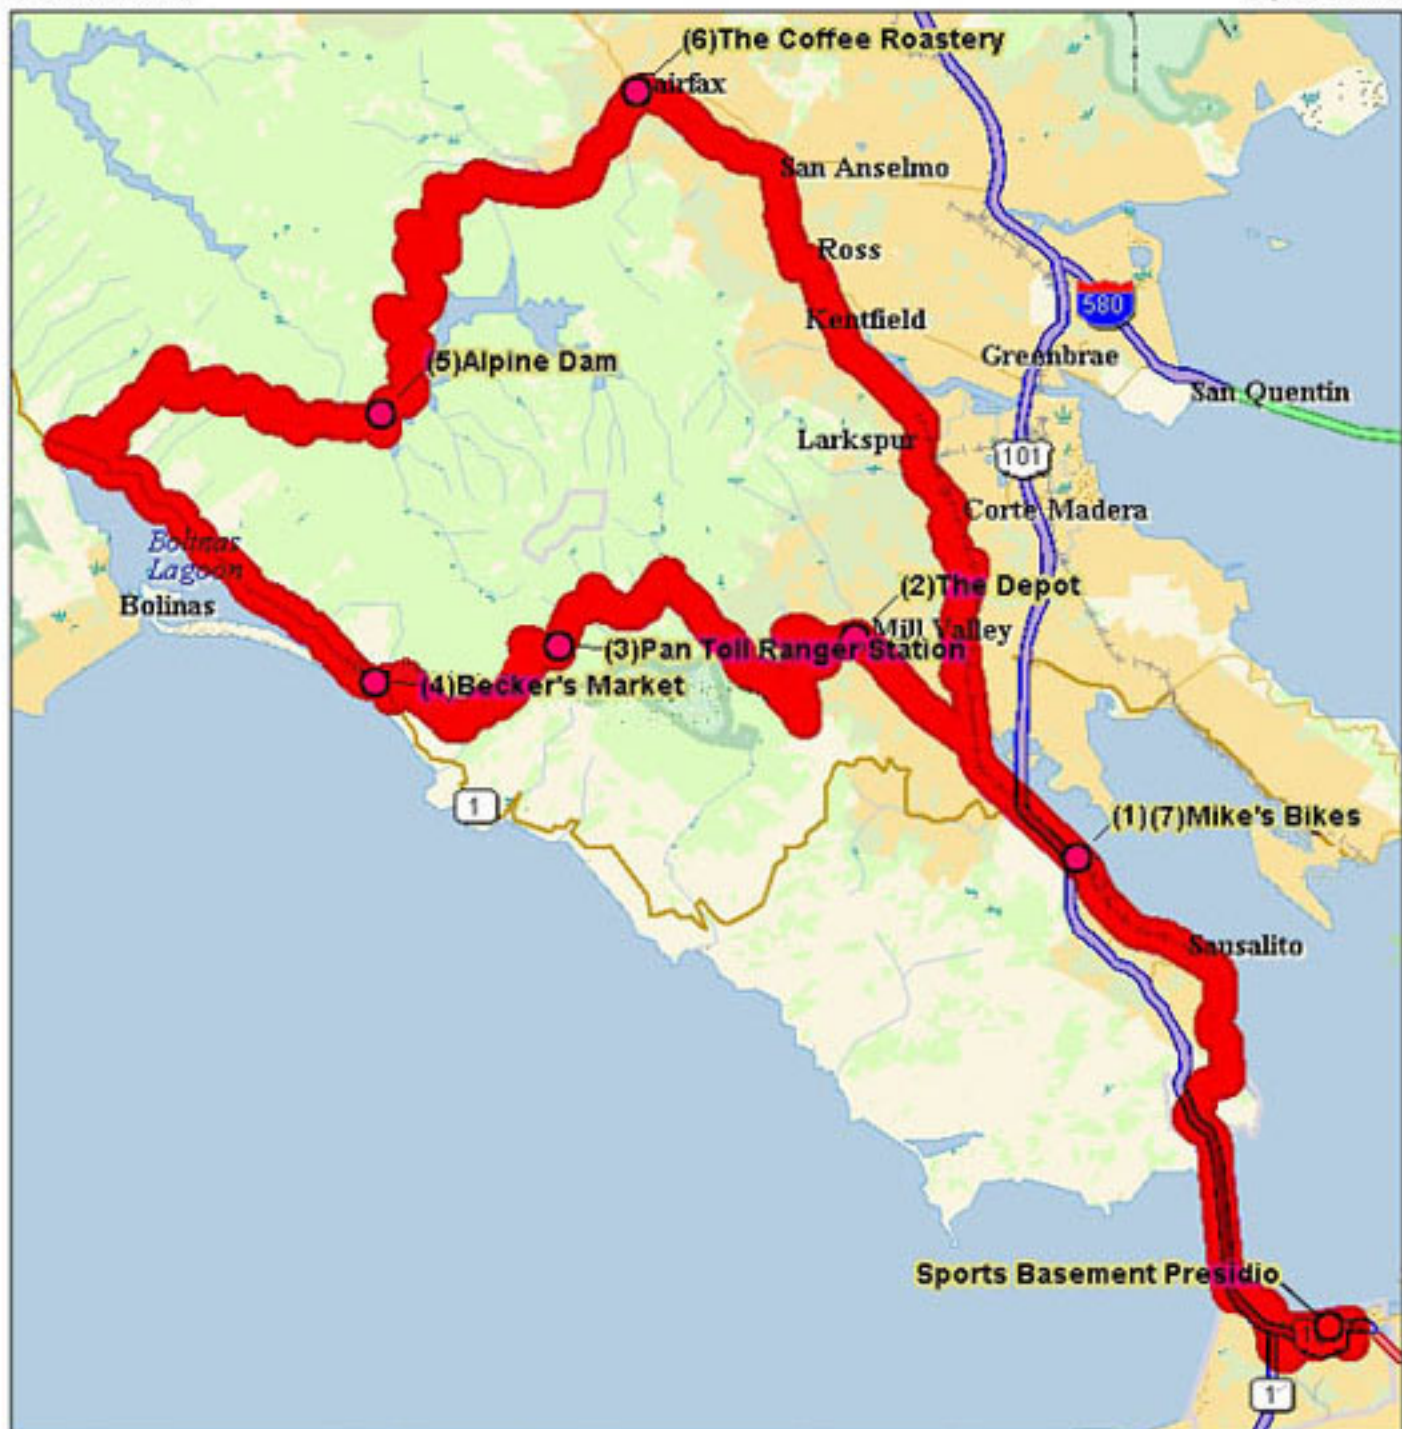 (6)The Coffee Roastery
Fairfax
San Anselmo
Ross
580
Kentfield
Greenbrae
(5)Alpine Dam
San Quentin
Larkspur
101
Corte Madera
Bolinas
Lagoon
(2)The Depot
Bolinas
Mill Valley
(3)Pan Toll Ranger Station
(4)Becker's Market
1
(1)(7)Mike's Bikes
Sausalito
Sports Basement Presidio
1